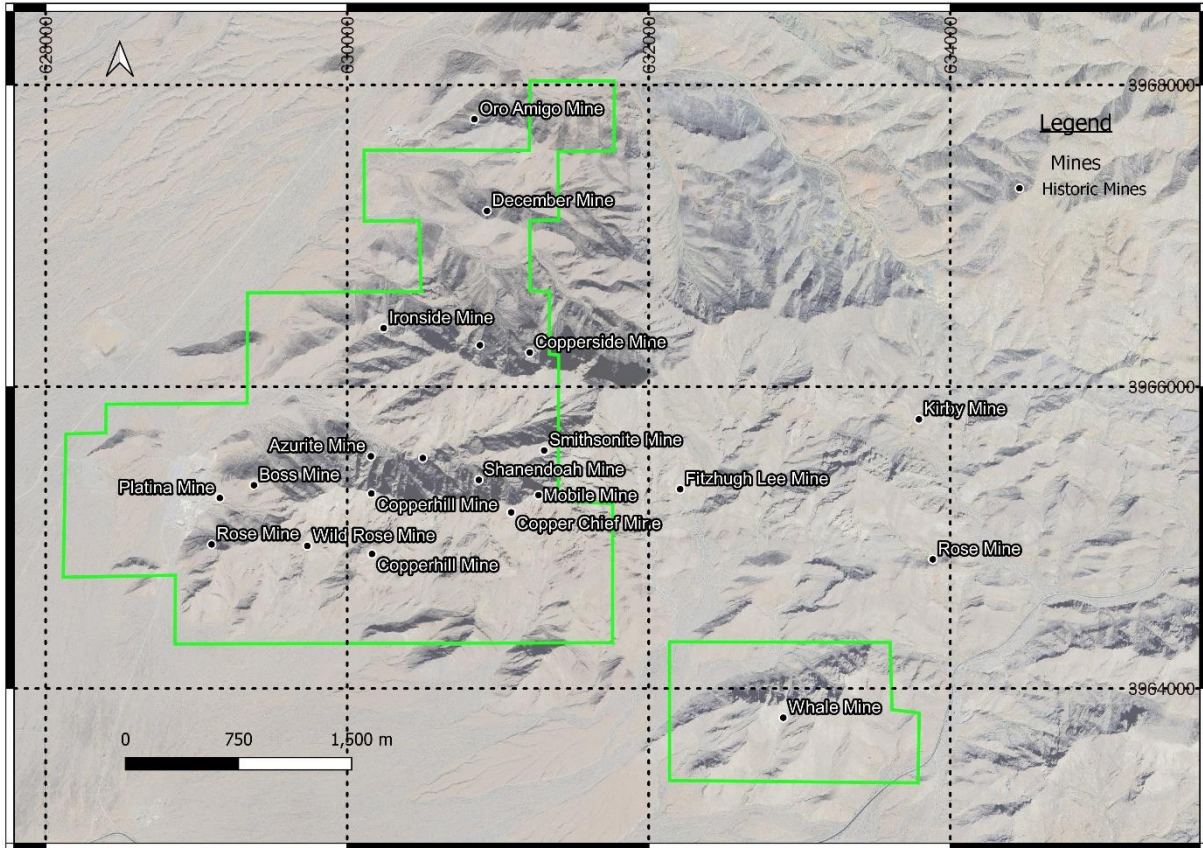 628000
630000
632000
634000
3968000
Oro Amigo Mine
Legend
Mines
Historic Mines
December Mine
Ironside Mine
Copperside Mine
3966000
Kirby Mine
Azurite Mine
Smithsonite Mine
Boss Mine
Shanendoah Mine
Platina Mine
Fitzhugh Lee Mine
Copperhill Mine
Mobile Mine
Copper Chief Mine
Rose Mine
Wild Rose Mine
Copperhill Mine
Rose Mine
3964000
Whale Mine
0 750 1,500 m